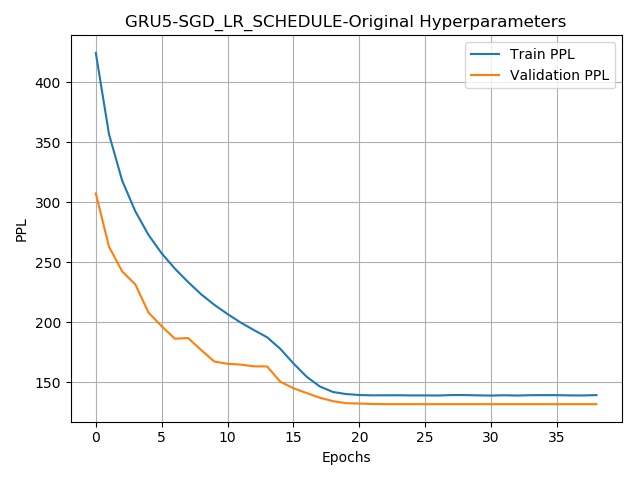 GRU5-SGD_LR_SCHEDULE-Original Hyperparameters
Train PPL
Validation PPL
PPL
400
350
300
250
200
150
0 5 10 15 20 25 30 35
Epochs